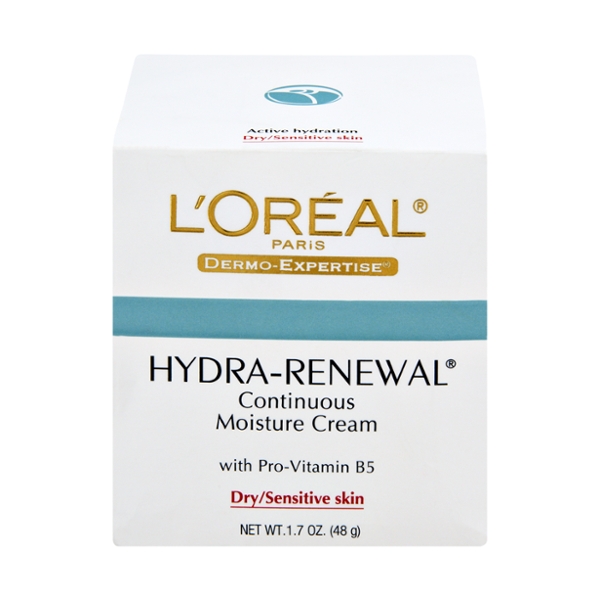 Active hydration
Dry/Sensitive skin
L'ORÉAL®
PARIS
DERMO-EXPERTISE
HYDRA-RENEWAL®
Continuous
Moisture Cream
with Pro-Vitamin B5
Dry/Sensitive skin
NET WT.1.7 OZ. (48 g)